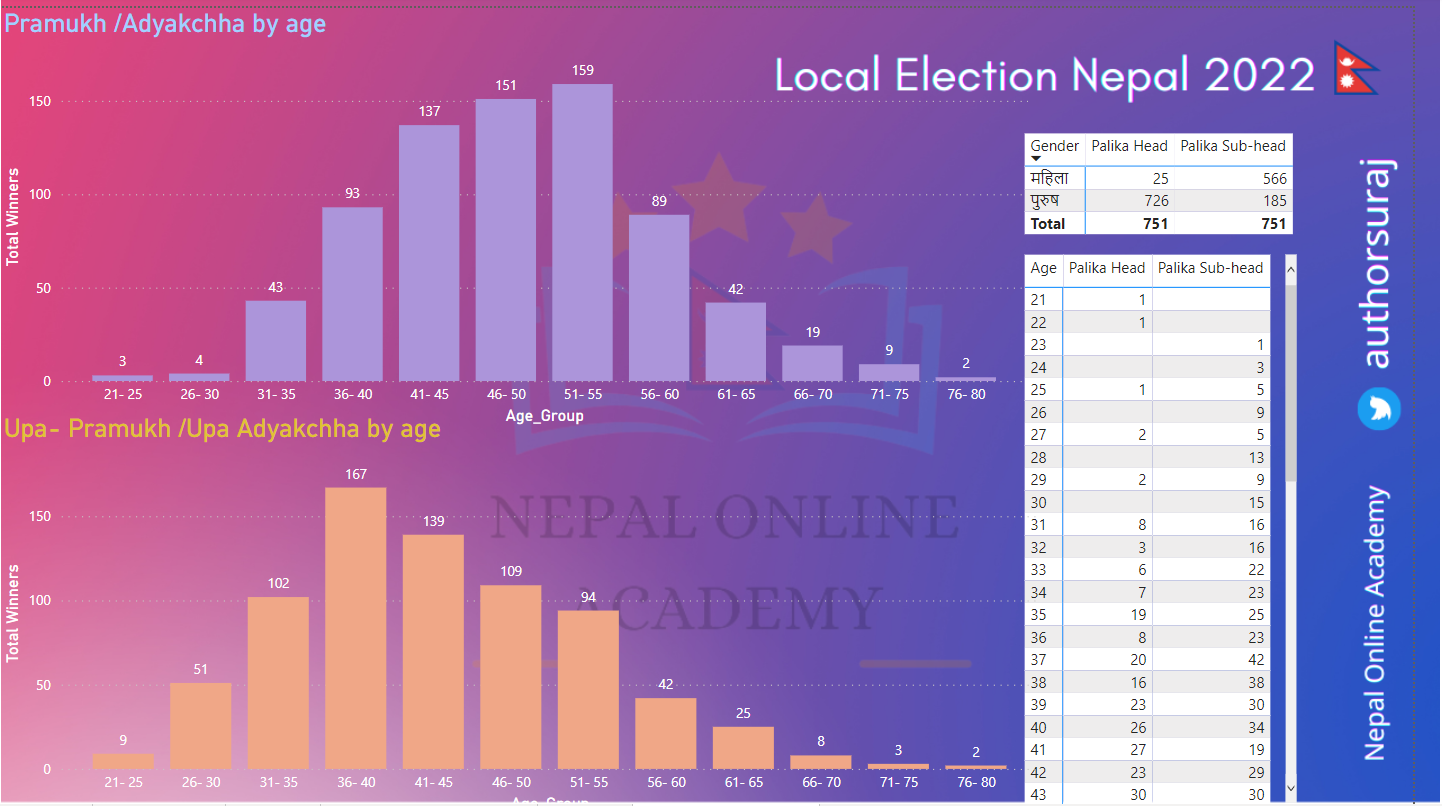 Pramukh /Adyakchha by age
Local Election Nepal 2022
Total Winners
150
100
50
0
3
4
43
93
137
151
159
89
42
19
9
2
21- 25
26- 30
31- 35
36- 40
41- 45
46- 50
51- 55
56- 60
61- 65
66- 70
71- 75
76- 80
Age_Group
Upa- Pramukh /Upa Adyakchha by age
Total Winners
150
100
50
0
9
51
102
167
139
109
94
42
25
8
3
2
21- 25
26- 30
31- 35
36- 40
41- 45
46- 50
51- 55
56- 60
61- 65
66- 70
71- 75
76- 80
Age_Group
NEPAL ONLINE
ACADEMY
Gender Palika Head Palika Sub-head
महिला 25 566
पुरुष 726 185
Total 751 751
Age Palika Head Palika Sub-head
21 1
22 1
23 1
24 3
25 1 5
26 9
27 2 5
28 13
29 2 9
30 15
31 8 16
32 3 16
33 6 22
34 7 23
35 19 25
36 8 23
37 20 42
38 16 38
39 23 30
40 26 34
41 27 19
42 23 29
43 30 30
authorsuraj
Nepal Online Academy